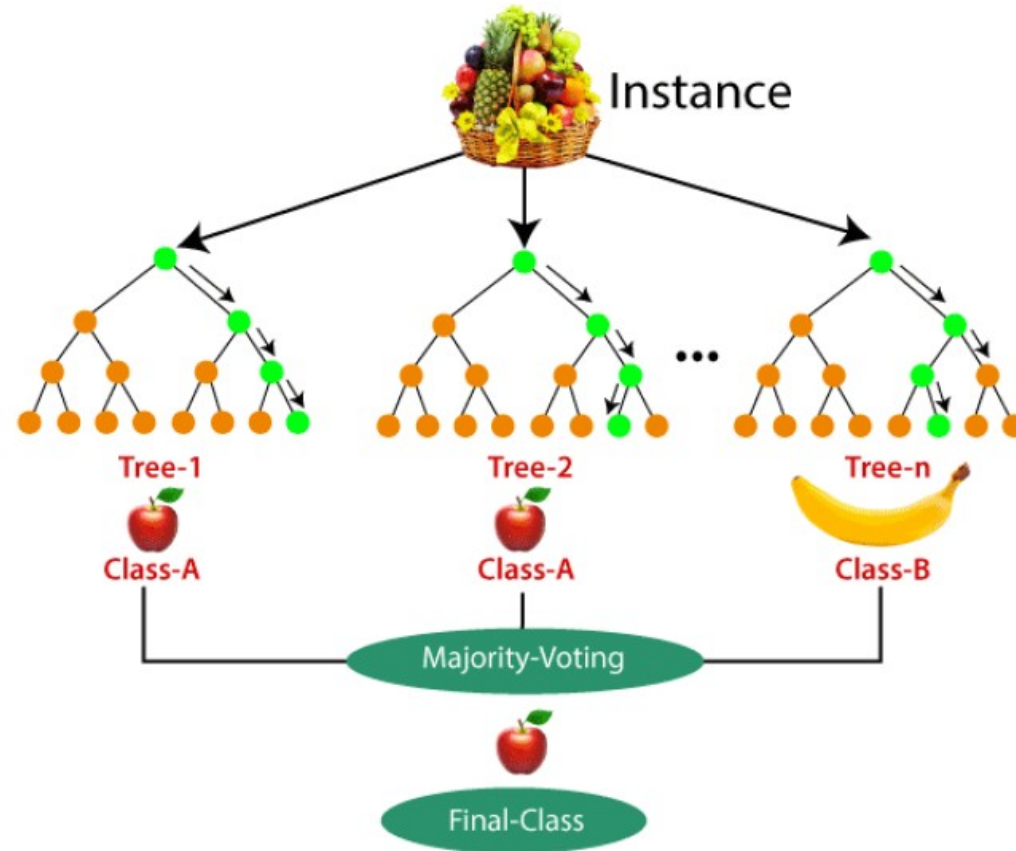 Instance
Tree-1
Tree-2
Tree-n
Class-A
Class-A
Class-B
Majority-Voting
Final-Class